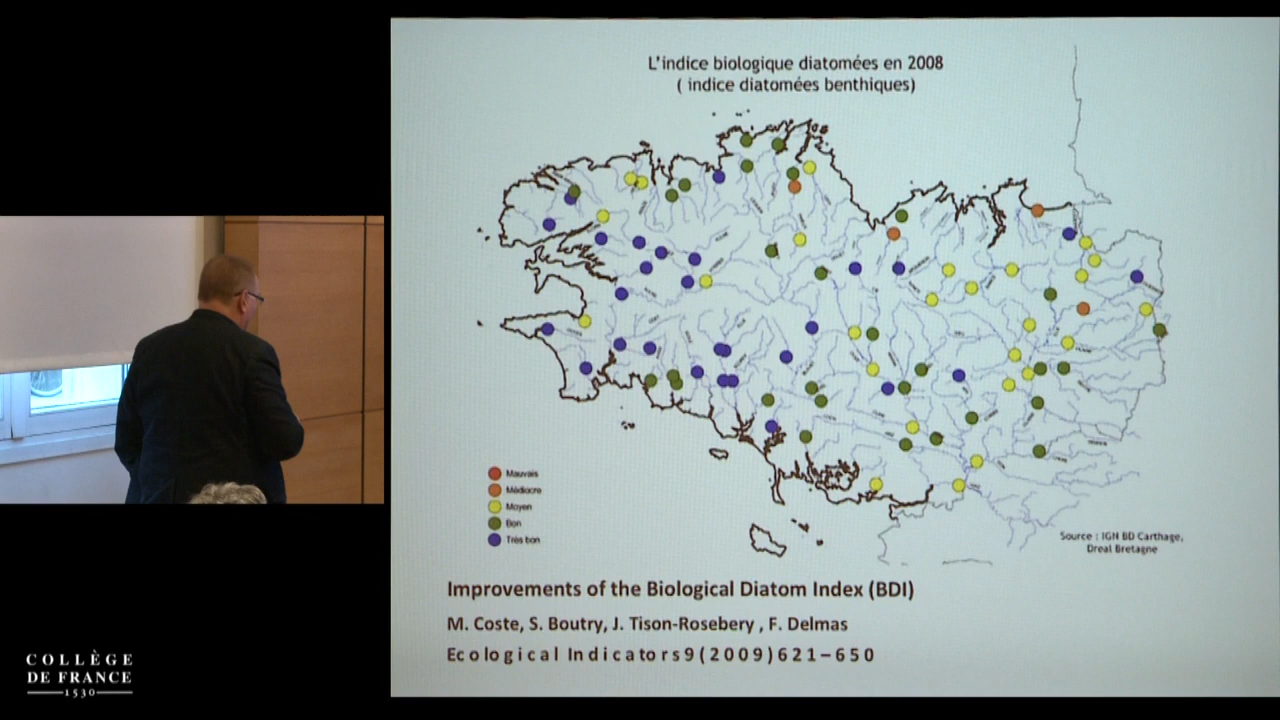 L'indice biologique diatomées en 2008
( indice diatomées benthiques)
Mauvais
Médiocre
Moyen
Bon
Très bon
Source : IGN BD Carthage,
Dreal Bretagne
Improvements of the Biological Diatom Index (BDI)
M. Coste, S. Boutry, J. Tison-Rosebery , F. Delmas
Ecological Indicators 9 (2009) 621–650
COLLÈGE
DE FRANCE
1530